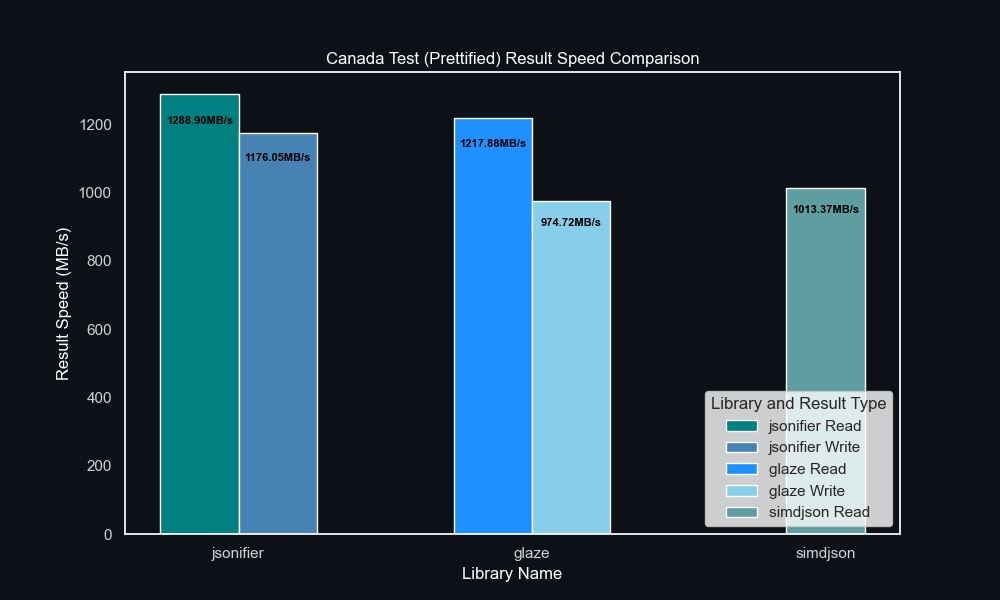 Canada Test (Prettified) Result Speed Comparison
Result Speed (MB/s)
1200
1000
800
600
400
200
0
1288.90MB/s
1176.05MB/s
1217.88MB/s
974.72MB/s
1013.37MB/s
Library and Result Type
jsonifier Read
jsonifier Write
glaze Read
glaze Write
simdjson Read
jsonifier
glaze
simdjson
Library Name